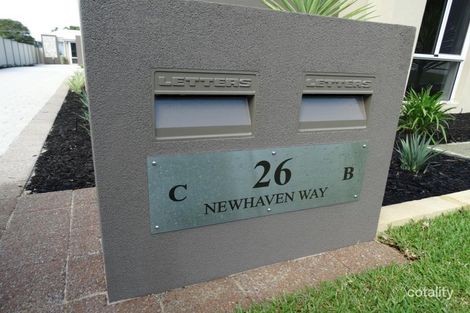 LETTERS LETTERS
C 26 B
NEWHAVEN WAY
cotality